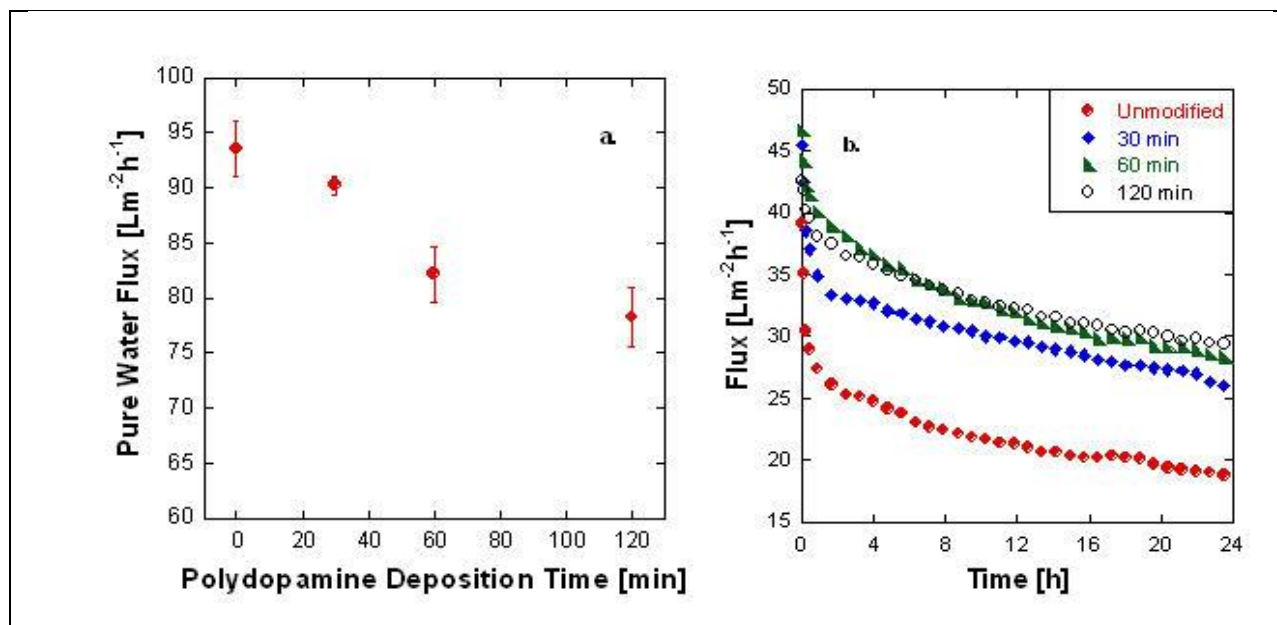 a.
Pure Water Flux [Lm⁻²h⁻¹]
100
95
90
85
80
75
70
65
60
0 20 40 60 80 100 120
Polydopamine Deposition Time [min]
b.
Unmodified
30 min
60 min
120 min
Flux [Lm⁻²h⁻¹]
50
45
40
35
30
25
20
15
0 4 8 12 16 20 24
Time [h]